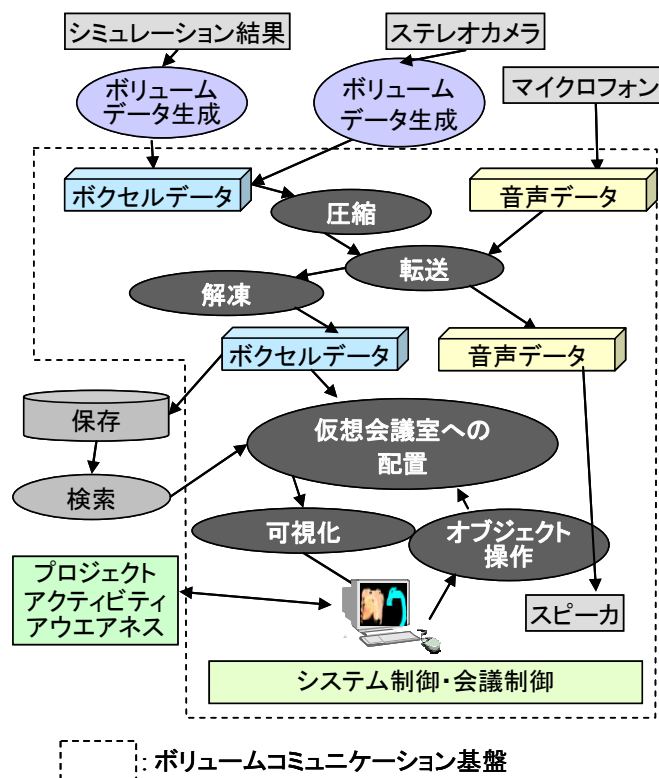 シミュレーション結果
ステレオカメラ
ボリューム
データ生成
ボリューム
データ生成
マイクロフォン
ボクセルデータ
音声データ
圧縮
転送
解凍
ボクセルデータ
音声データ
保存
仮想会議室への
配置
検索
可視化
オブジェクト
操作
プロジェクト
アクティビティ
アウエアネス
スピーカ
システム制御・会議制御
: ボリュームコミュニケーション基盤